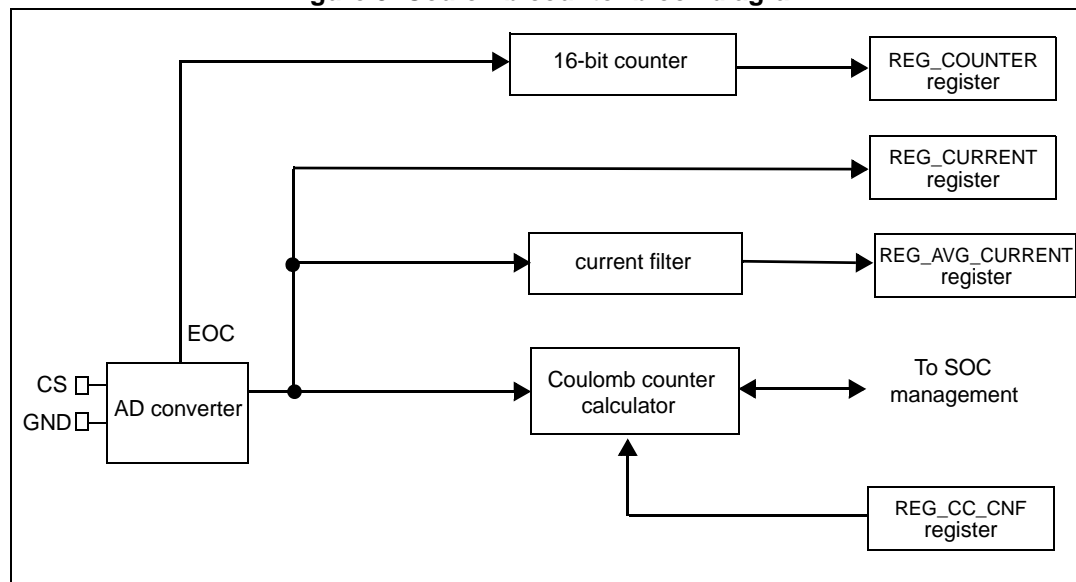 16-bit counter
REG_COUNTER
register
REG_CURRENT
register
current filter
REG_AVG_CURRENT
register
EOC
CS
GND
AD converter
Coulomb counter
calculator
To SOC
management
REG_CC_CNF
register